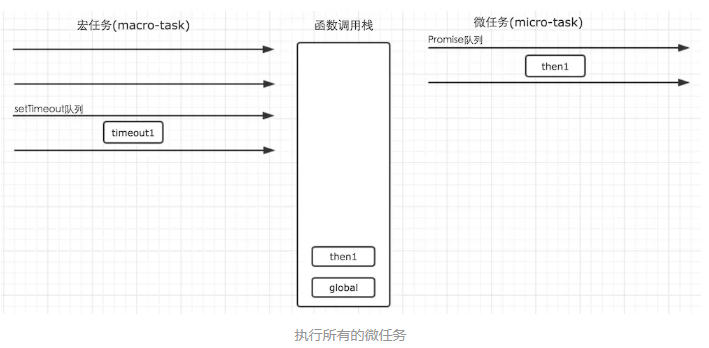 宏任务(macro-task)
函数调用栈
微任务(micro-task)
Promise队列
then1
setTimeout队列
timeout1
then1
global
执行所有的微任务